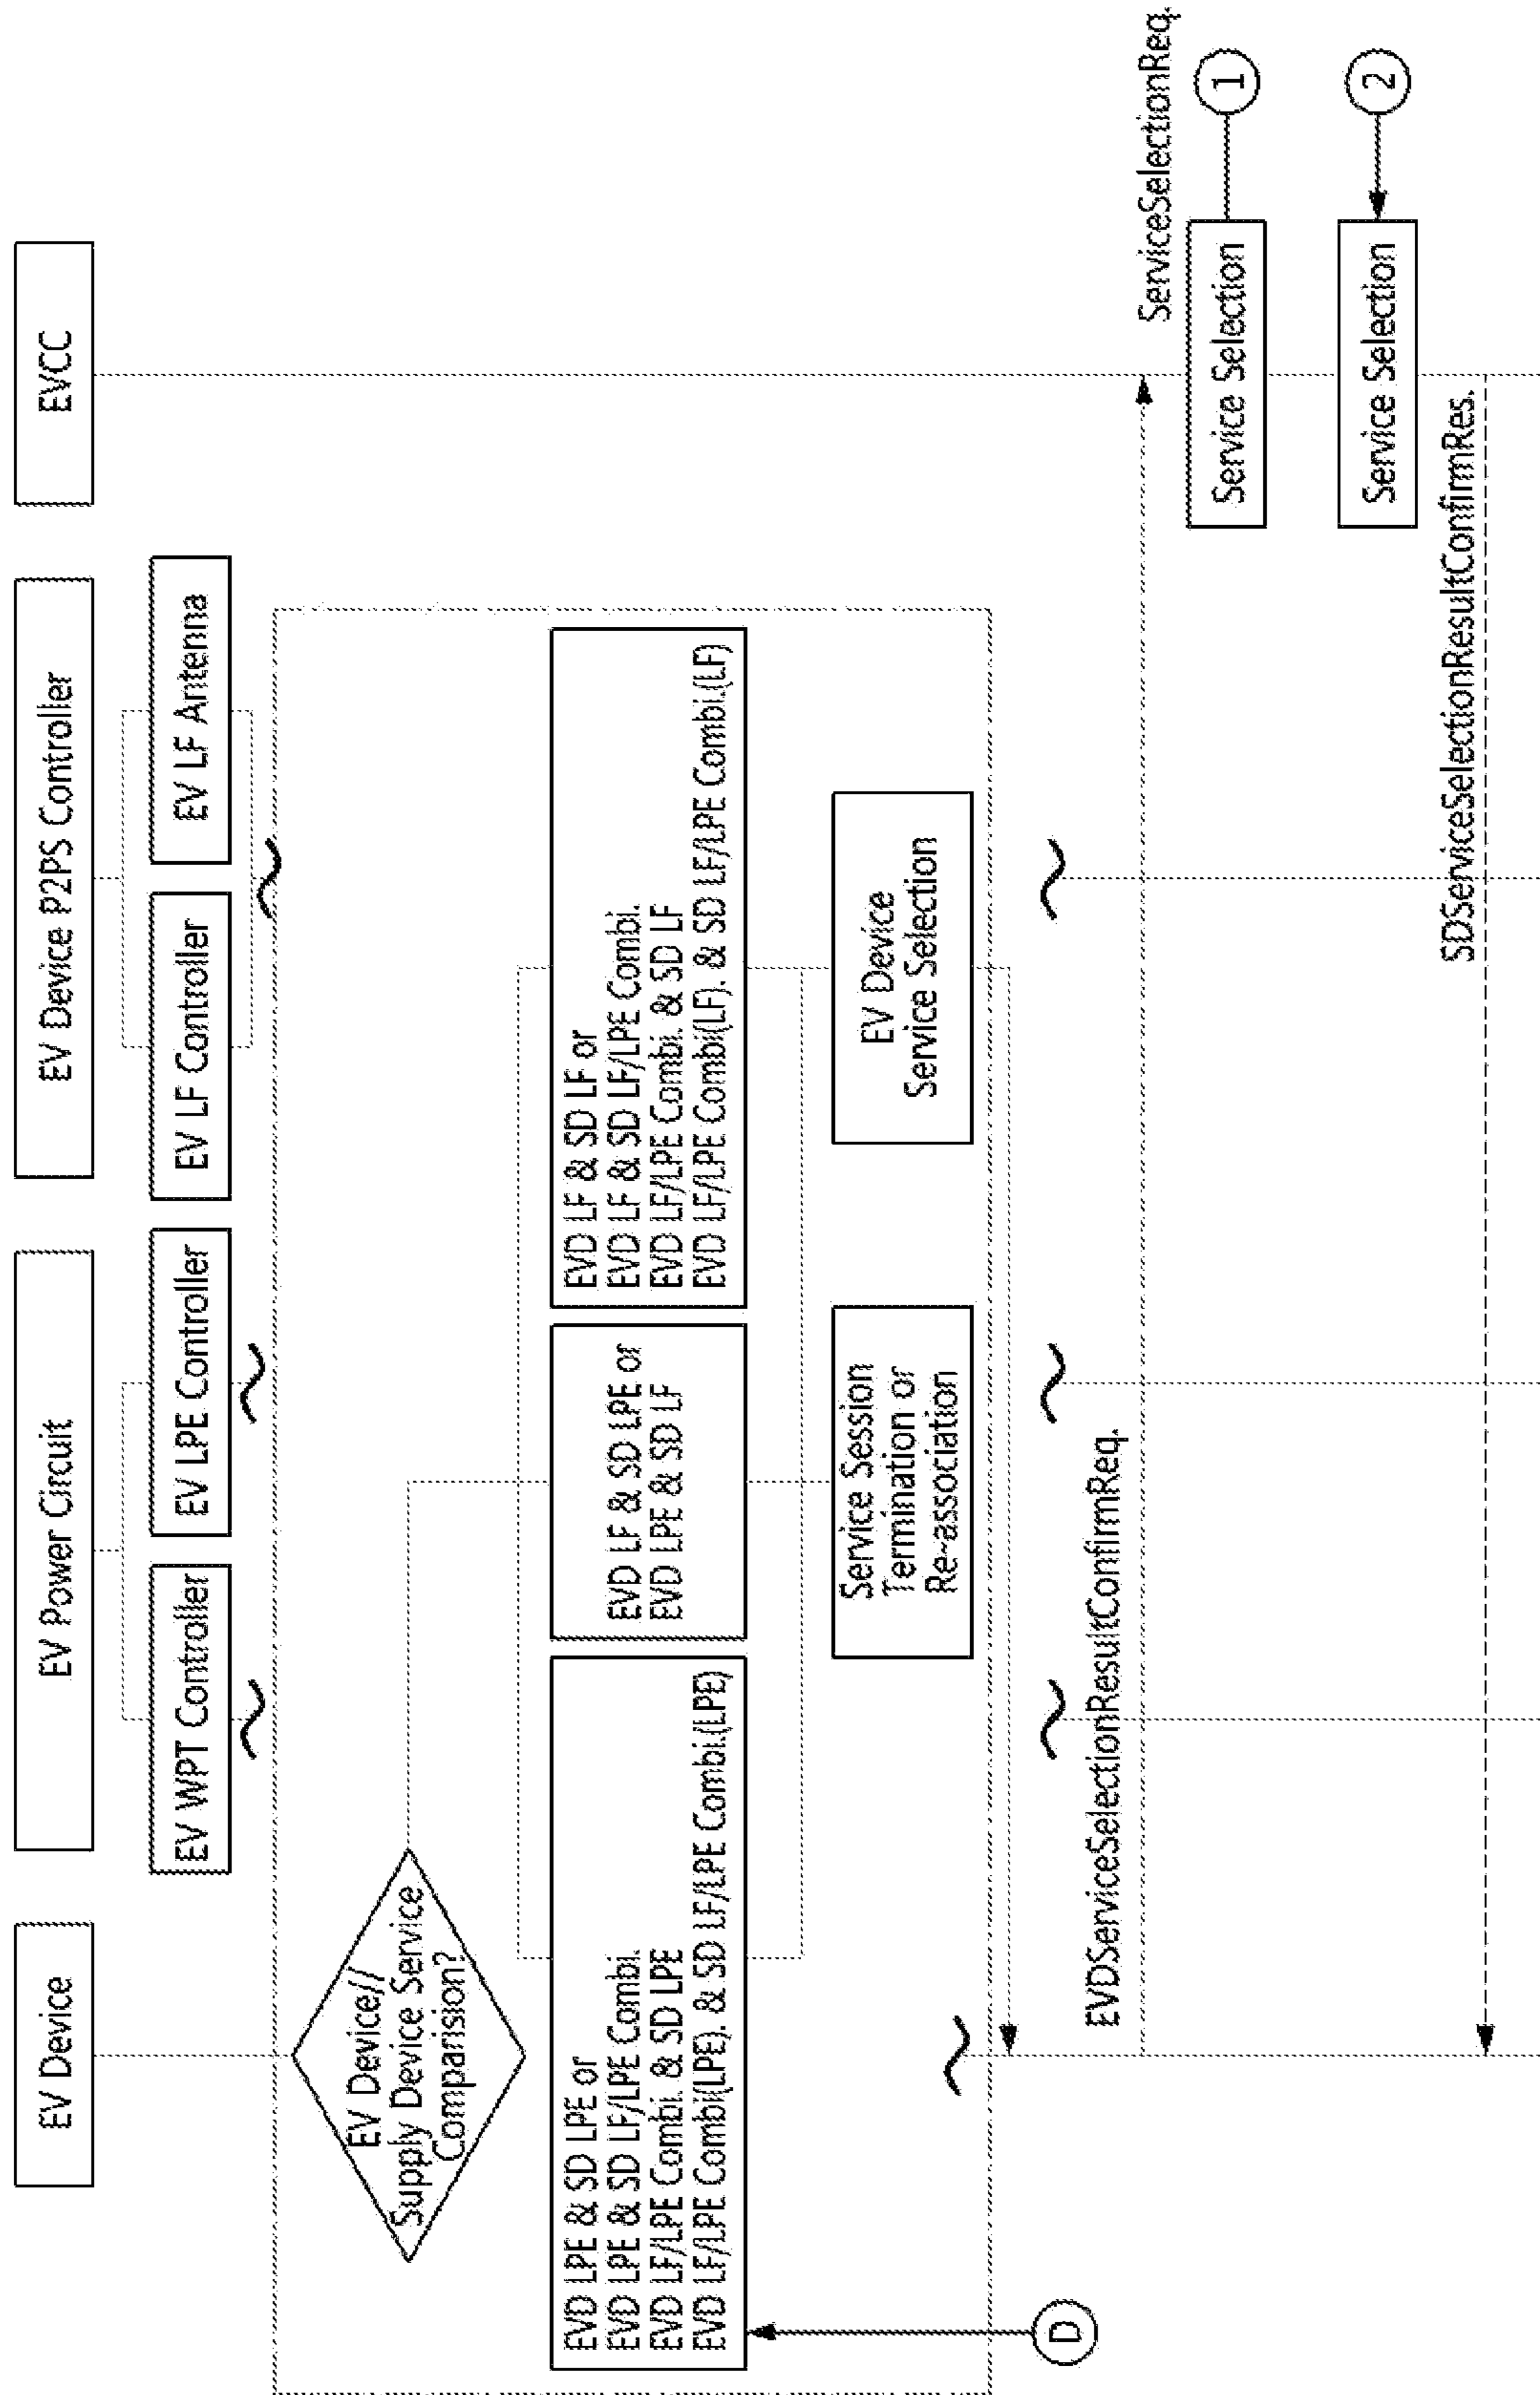 EV Device
EV Power Circuit
EV Device P2PS Controller
EVCC
EV WPT Controller
EV LPE Controller
EV LF Controller
EV LF Antenna
EV Device//
Supply Device Service
Comparision?
EVD LPE & SD LPE or
EVD LPE & SD LF/LPE Combi.
EVD LF/LPE Combi. & SD LPE
EVD LF/LPE Combi(LPE). & SD LF/LPE Combi.(LPE)
EVD LF & SD LPE or
EVD LPE & SD LF
EVD LF & SD LF or
EVD LF & SD LF/LPE Combi.
EVD LF/LPE Combi. & SD LF
EVD LF/LPE Combi(LF). & SD LF/LPE Combi.(LF)
Service Session
Termination or
Re-association
EV Device
Service Selection
D
EVDServiceSelectionResultConfirmReq.
ServiceSelectionReq.
Service Selection
1
Service Selection
2
SDServiceSelectionResultConfirmRes.